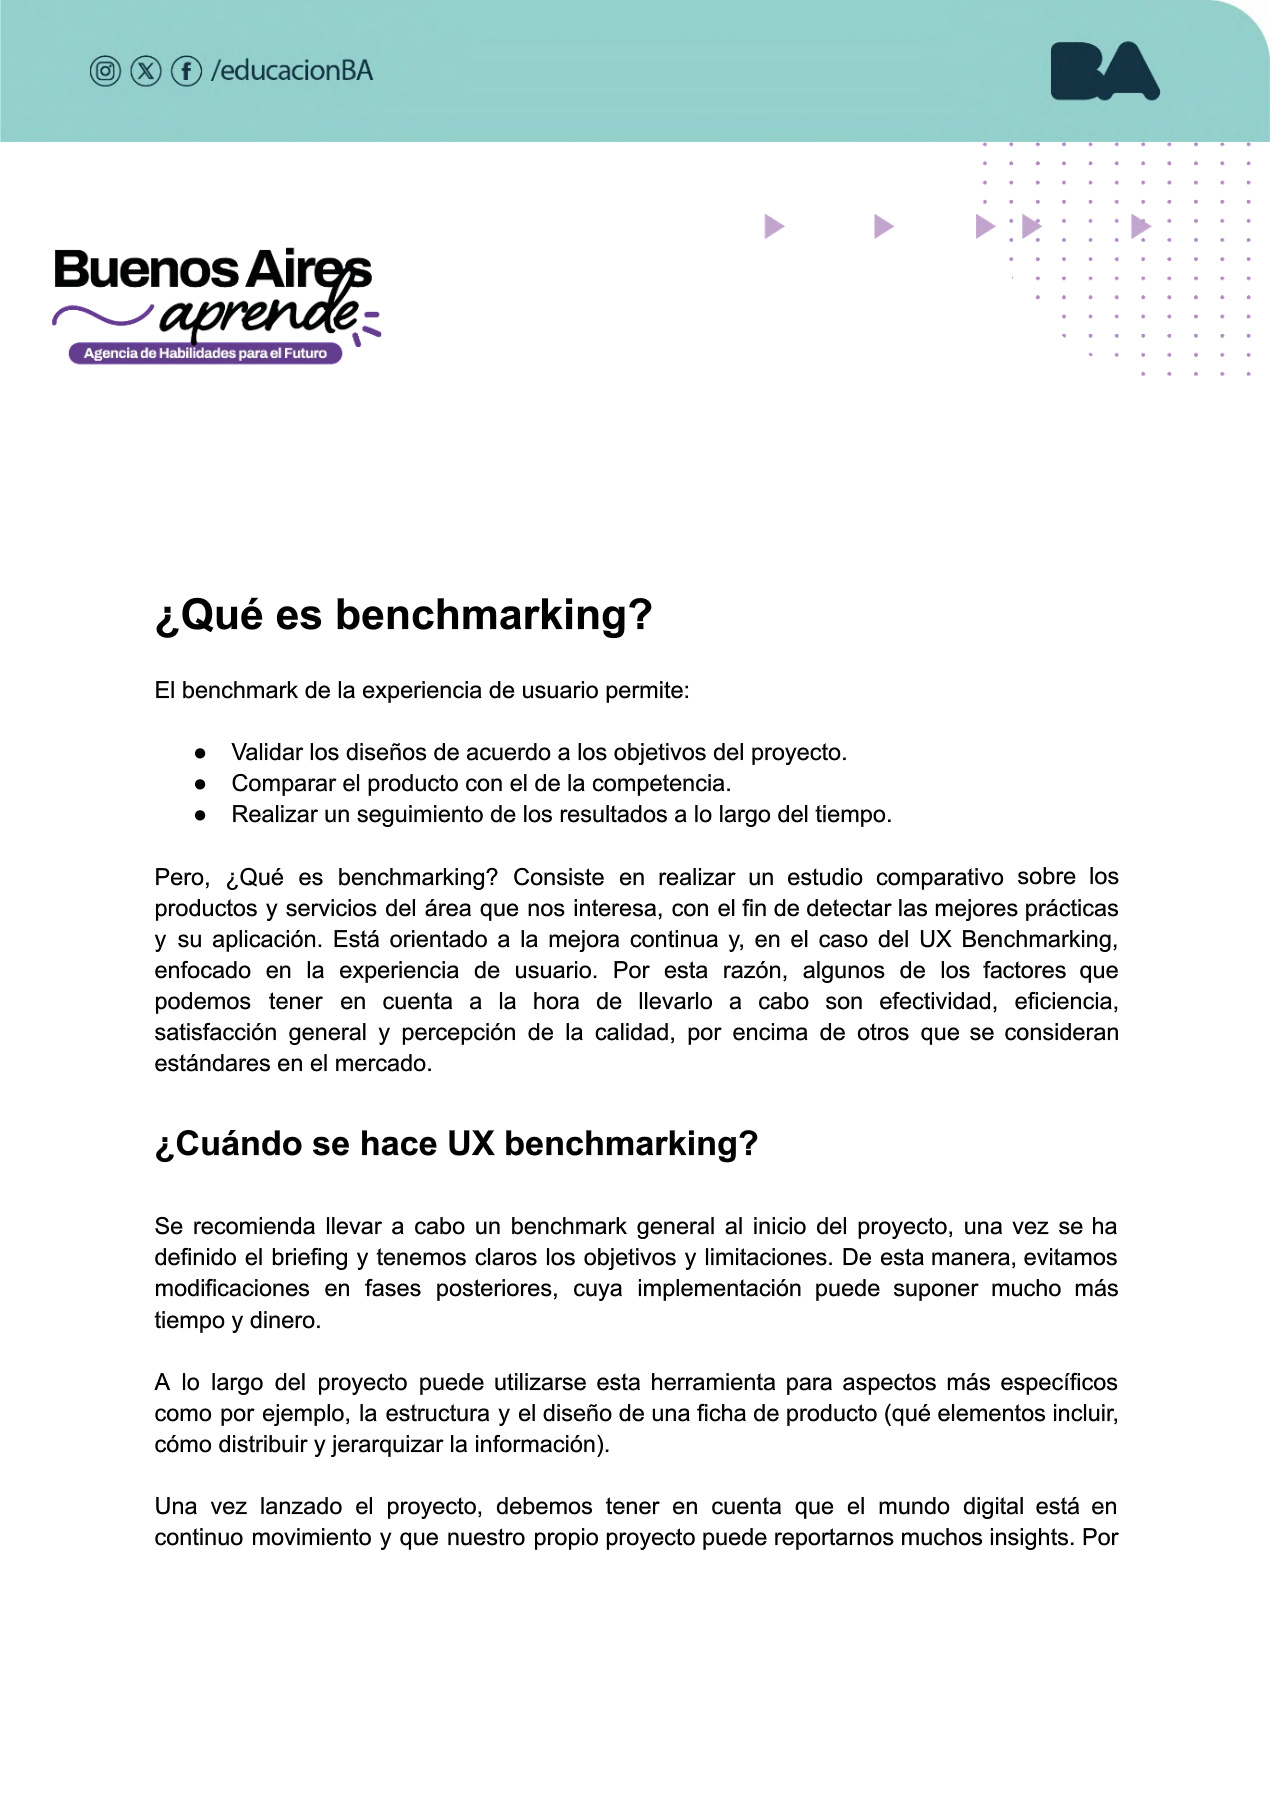 /educacionBA
BA
Buenos Aires
aprende
Agencia de Habilidades para el Futuro
¿Qué es benchmarking?
El benchmark de la experiencia de usuario permite:
● Validar los diseños de acuerdo a los objetivos del proyecto.
● Comparar el producto con el de la competencia.
● Realizar un seguimiento de los resultados a lo largo del tiempo.
Pero, ¿Qué es benchmarking? Consiste en realizar un estudio comparativo sobre los
productos y servicios del área que nos interesa, con el fin de detectar las mejores prácticas
y su aplicación. Está orientado a la mejora continua y, en el caso del UX Benchmarking,
enfocado en la experiencia de usuario. Por esta razón, algunos de los factores que
podemos tener en cuenta a la hora de llevarlo a cabo son efectividad, eficiencia,
satisfacción general y percepción de la calidad, por encima de otros que se consideran
estándares en el mercado.
¿Cuándo se hace UX benchmarking?
Se recomienda llevar a cabo un benchmark general al inicio del proyecto, una vez se ha
definido el briefing y tenemos claros los objetivos y limitaciones. De esta manera, evitamos
modificaciones en fases posteriores, cuya implementación puede suponer mucho más
tiempo y dinero.
A lo largo del proyecto puede utilizarse esta herramienta para aspectos más específicos
como por ejemplo, la estructura y el diseño de una ficha de producto (qué elementos incluir,
cómo distribuir y jerarquizar la información).
Una vez lanzado el proyecto, debemos tener en cuenta que el mundo digital está en
continuo movimiento y que nuestro propio proyecto puede reportarnos muchos insights. Por